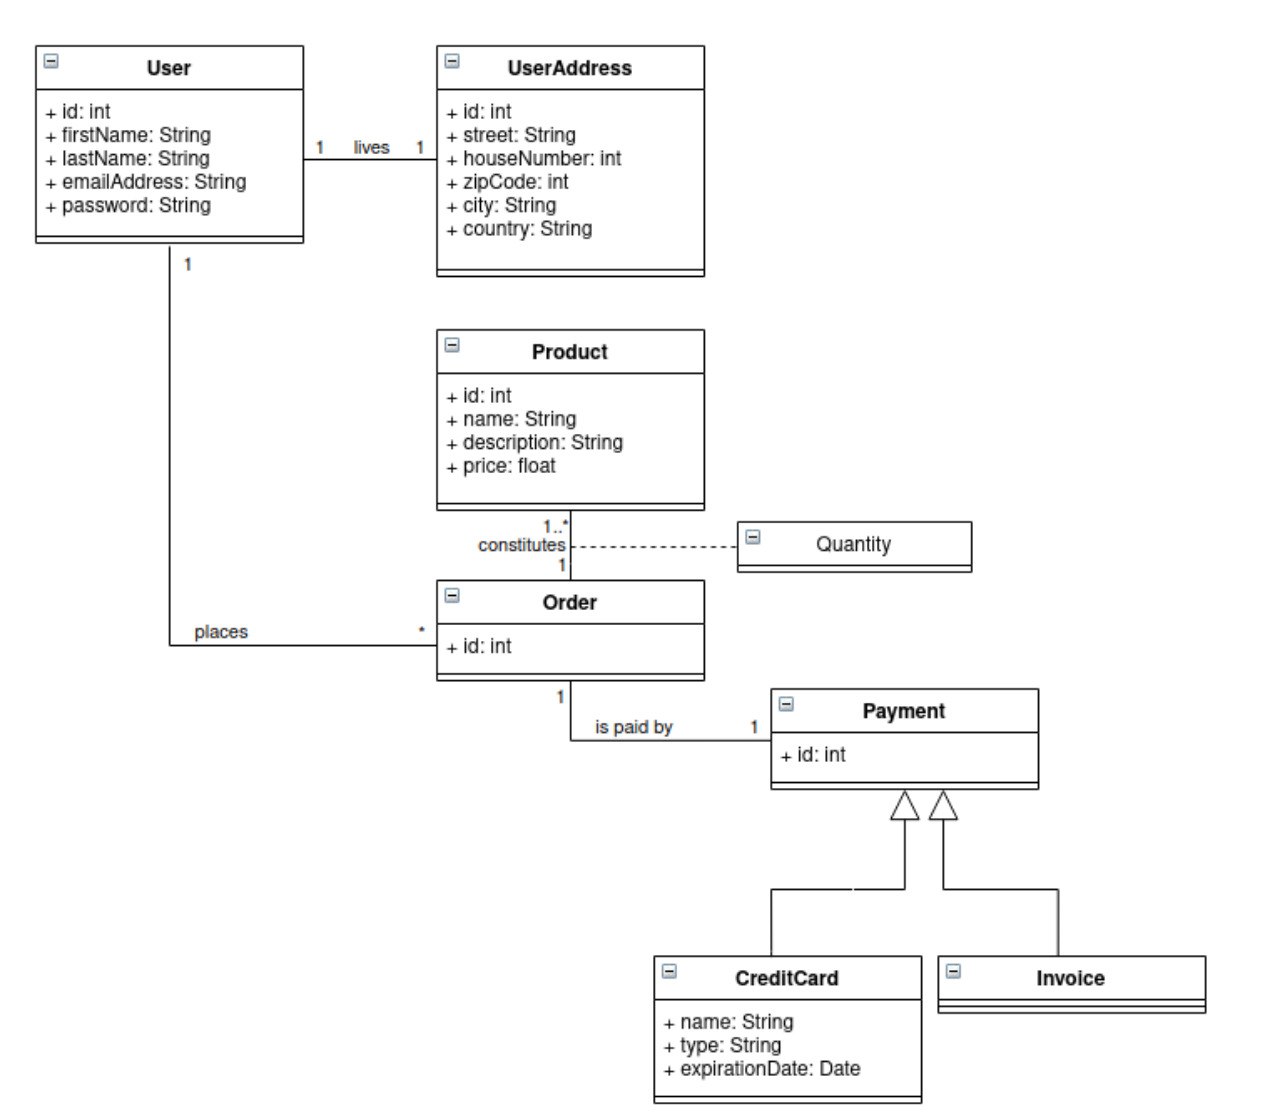 User
+ id: int
+ firstName: String
+ lastName: String
+ emailAddress: String
+ password: String
1 lives 1
UserAddress
+ id: int
+ street: String
+ houseNumber: int
+ zipCode: int
+ city: String
+ country: String
1
Product
+ id: int
+ name: String
+ description: String
+ price: float
1..*
constitutes
1
Quantity
Order
+ id: int
places *
1
is paid by 1
Payment
+ id: int
CreditCard
+ name: String
+ type: String
+ expirationDate: Date
Invoice